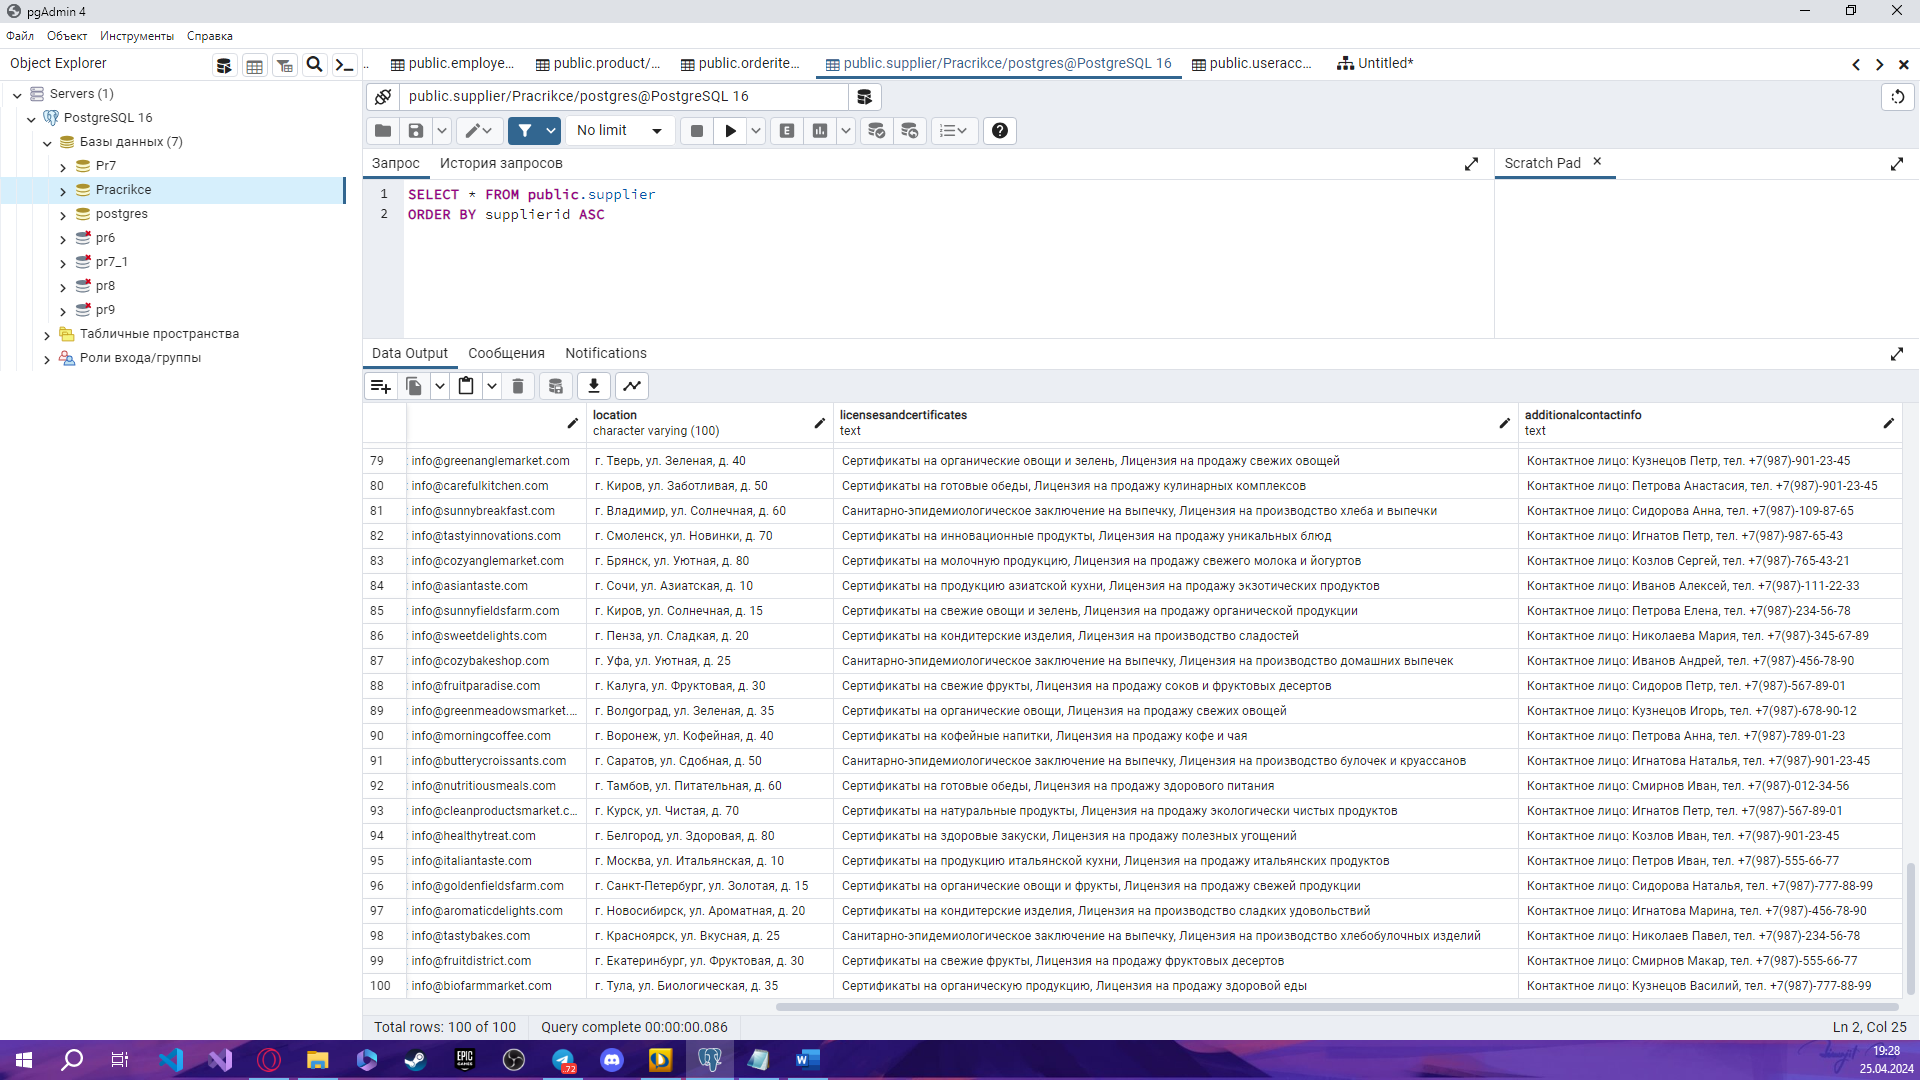 pgAdmin 4
Файл Объект Инструменты Справка
Object Explorer
.. public.employe... public.product/... public.orderite... public.supplier/Pracrikce/postgres@PostgreSQL 16 public.useracc... Untitled*
Servers (1)
PostgreSQL 16
Базы данных (7)
Pr7
Pracrikce
postgres
pr6
pr7_1
pr8
pr9
Табличные пространства
Роли входа/группы
public.supplier/Pracrikce/postgres@PostgreSQL 16
No limit
E
Запрос История запросов
Scratch Pad
1 SELECT * FROM public.supplier
2 ORDER BY supplierid ASC
Data Output Сообщения Notifications
location licensesandcertificates additionalcontactinfo
character varying (100) text text
79 : info@greenanglemarket.com г. Тверь, ул. Зеленая, д. 40 Сертификаты на органические овощи и зелень, Лицензия на продажу свежих овощей Контактное лицо: Кузнецов Петр, тел. +7(987)-901-23-45
80 : info@carefulkitchen.com г. Киров, ул. Заботливая, д. 50 Сертификаты на готовые обеды, Лицензия на продажу кулинарных комплексов Контактное лицо: Петрова Анастасия, тел. +7(987)-901-23-45
81 : info@sunnybreakfast.com г. Владимир, ул. Солнечная, д. 60 Санитарно-эпидемиологическое заключение на выпечку, Лицензия на производство хлеба и выпечки Контактное лицо: Сидорова Анна, тел. +7(987)-109-87-65
82 : info@tastyinnovations.com г. Смоленск, ул. Новинки, д. 70 Сертификаты на инновационные продукты, Лицензия на продажу уникальных блюд Контактное лицо: Игнатов Петр, тел. +7(987)-987-65-43
83 : info@cozyanglemarket.com г. Брянск, ул. Уютная, д. 80 Сертификаты на молочную продукцию, Лицензия на продажу свежего молока и йогуртов Контактное лицо: Козлов Сергей, тел. +7(987)-765-43-21
84 : info@asiantaste.com г. Сочи, ул. Азиатская, д. 10 Сертификаты на продукцию азиатской кухни, Лицензия на продажу экзотических продуктов Контактное лицо: Иванов Алексей, тел. +7(987)-111-22-33
85 : info@sunnyfieldsfarm.com г. Киров, ул. Солнечная, д. 15 Сертификаты на свежие овощи и зелень, Лицензия на продажу органической продукции Контактное лицо: Петрова Елена, тел. +7(987)-234-56-78
86 : info@sweetdelights.com г. Пенза, ул. Сладкая, д. 20 Сертификаты на кондитерские изделия, Лицензия на производство сладостей Контактное лицо: Николаева Мария, тел. +7(987)-345-67-89
87 : info@cozybakeshop.com г. Уфа, ул. Уютная, д. 25 Санитарно-эпидемиологическое заключение на выпечку, Лицензия на производство домашних выпечек Контактное лицо: Иванов Андрей, тел. +7(987)-456-78-90
88 : info@fruitparadise.com г. Калуга, ул. Фруктовая, д. 30 Сертификаты на свежие фрукты, Лицензия на продажу соков и фруктовых десертов Контактное лицо: Сидоров Петр, тел. +7(987)-567-89-01
89 : info@greenmeadowsmarket.... г. Волгоград, ул. Зеленая, д. 35 Сертификаты на органические овощи, Лицензия на продажу свежих овощей Контактное лицо: Кузнецов Игорь, тел. +7(987)-678-90-12
90 : info@morningcoffee.com г. Воронеж, ул. Кофейная, д. 40 Сертификаты на кофейные напитки, Лицензия на продажу кофе и чая Контактное лицо: Петрова Анна, тел. +7(987)-789-01-23
91 : info@butterycroissants.com г. Саратов, ул. Сдобная, д. 50 Санитарно-эпидемиологическое заключение на выпечку, Лицензия на производство булочек и круассанов Контактное лицо: Игнатова Наталья, тел. +7(987)-901-23-45
92 : info@nutritiousmeals.com г. Тамбов, ул. Питательная, д. 60 Сертификаты на готовые обеды, Лицензия на продажу здорового питания Контактное лицо: Смирнов Иван, тел. +7(987)-012-34-56
93 : info@cleanproductsmarket.c... г. Курск, ул. Чистая, д. 70 Сертификаты на натуральные продукты, Лицензия на продажу экологически чистых продуктов Контактное лицо: Игнатов Петр, тел. +7(987)-567-89-01
94 : info@healthytreat.com г. Белгород, ул. Здоровая, д. 80 Сертификаты на здоровые закуски, Лицензия на продажу полезных угощений Контактное лицо: Козлов Иван, тел. +7(987)-901-23-45
95 : info@italiantaste.com г. Москва, ул. Итальянская, д. 10 Сертификаты на продукцию итальянской кухни, Лицензия на продажу итальянских продуктов Контактное лицо: Петров Иван, тел. +7(987)-555-66-77
96 : info@goldenfieldsfarm.com г. Санкт-Петербург, ул. Золотая, д. 15 Сертификаты на органические овощи и фрукты, Лицензия на продажу свежей продукции Контактное лицо: Сидорова Наталья, тел. +7(987)-777-88-99
97 : info@aromaticdelights.com г. Новосибирск, ул. Ароматная, д. 20 Сертификаты на кондитерские изделия, Лицензия на производство сладких удовольствий Контактное лицо: Игнатова Марина, тел. +7(987)-456-78-90
98 : info@tastybakes.com г. Красноярск, ул. Вкусная, д. 25 Санитарно-эпидемиологическое заключение на выпечку, Лицензия на производство хлебобулочных изделий Контактное лицо: Николаев Павел, тел. +7(987)-234-56-78
99 : info@fruitdistrict.com г. Екатеринбург, ул. Фруктовая, д. 30 Сертификаты на свежие фрукты, Лицензия на продажу фруктовых десертов Контактное лицо: Смирнов Макар, тел. +7(987)-555-66-77
100 : info@biofarmmarket.com г. Тула, ул. Биологическая, д. 35 Сертификаты на органическую продукцию, Лицензия на продажу здоровой еды Контактное лицо: Кузнецов Василий, тел. +7(987)-777-88-99
Total rows: 100 of 100 Query complete 00:00:00.086 Ln 2, Col 25
EPIC GAMES .72 19:28
25.04.2024